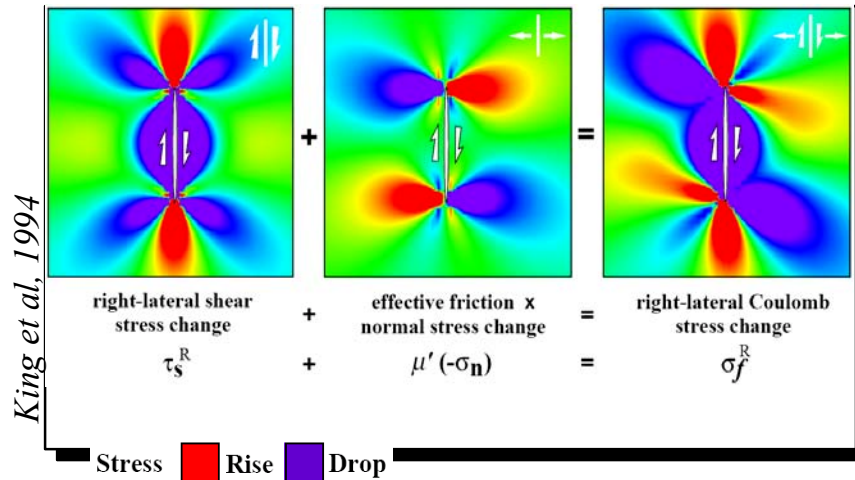 King et al, 1994
+
=
right-lateral shear
stress change
+
effective friction x
normal stress change
=
right-lateral Coulomb
stress change
τsᴿ
+
μ′ (-σn)
=
σfᴿ
Stress Rise Drop